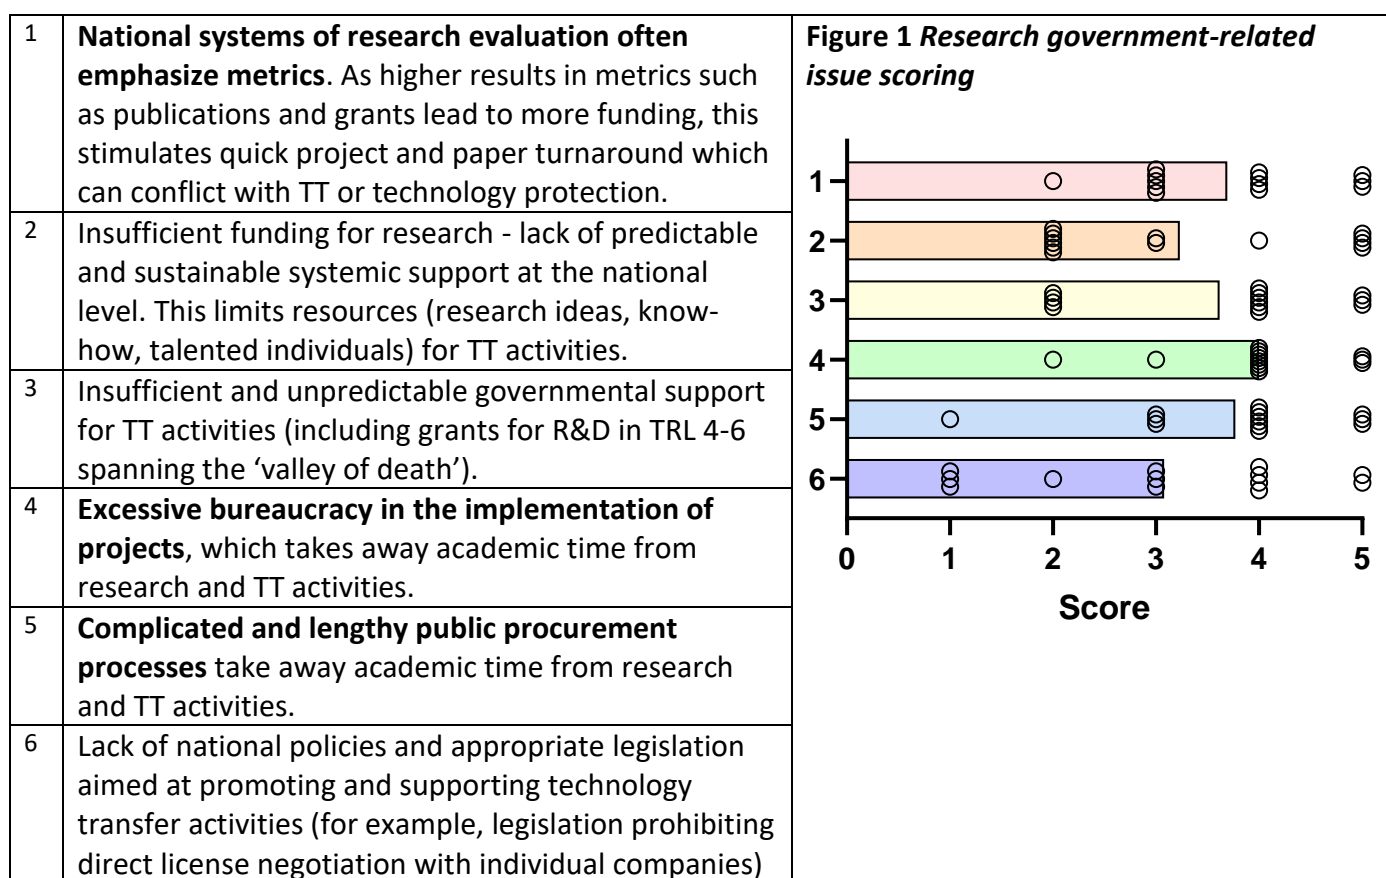 1
National systems of research evaluation often
emphasize metrics. As higher results in metrics such
as publications and grants lead to more funding, this
stimulates quick project and paper turnaround which
can conflict with TT or technology protection.
2
Insufficient funding for research - lack of predictable
and sustainable systemic support at the national
level. This limits resources (research ideas, know-
how, talented individuals) for TT activities.
3
Insufficient and unpredictable governmental support
for TT activities (including grants for R&D in TRL 4-6
spanning the ‘valley of death’).
4
Excessive bureaucracy in the implementation of
projects, which takes away academic time from
research and TT activities.
5
Complicated and lengthy public procurement
processes take away academic time from research
and TT activities.
6
Lack of national policies and appropriate legislation
aimed at promoting and supporting technology
transfer activities (for example, legislation prohibiting
direct license negotiation with individual companies)
Figure 1 Research government-related
issue scoring
1
2
3
4
5
6
0 1 2 3 4 5
Score